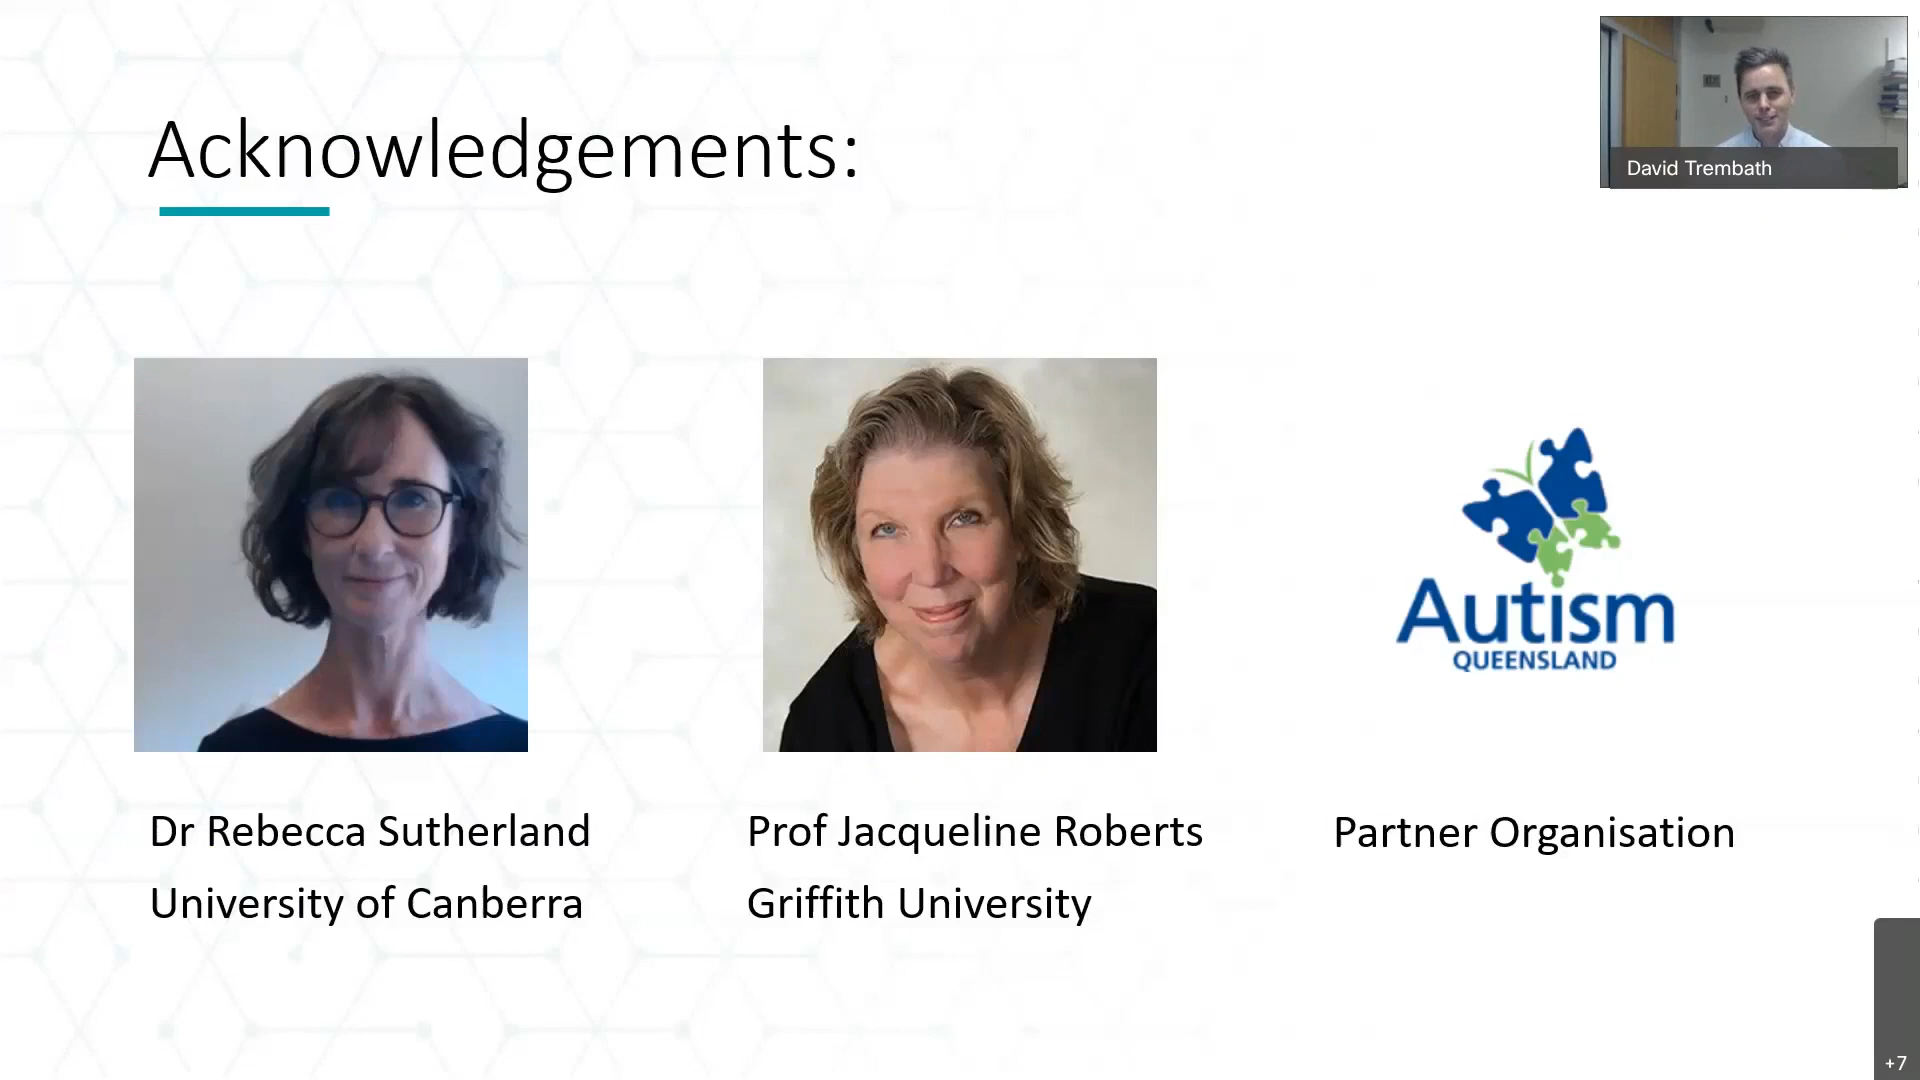 Acknowledgements:
David Trembath
Autism
QUEENSLAND
Dr Rebecca Sutherland
University of Canberra
Prof Jacqueline Roberts
Griffith University
Partner Organisation
+7